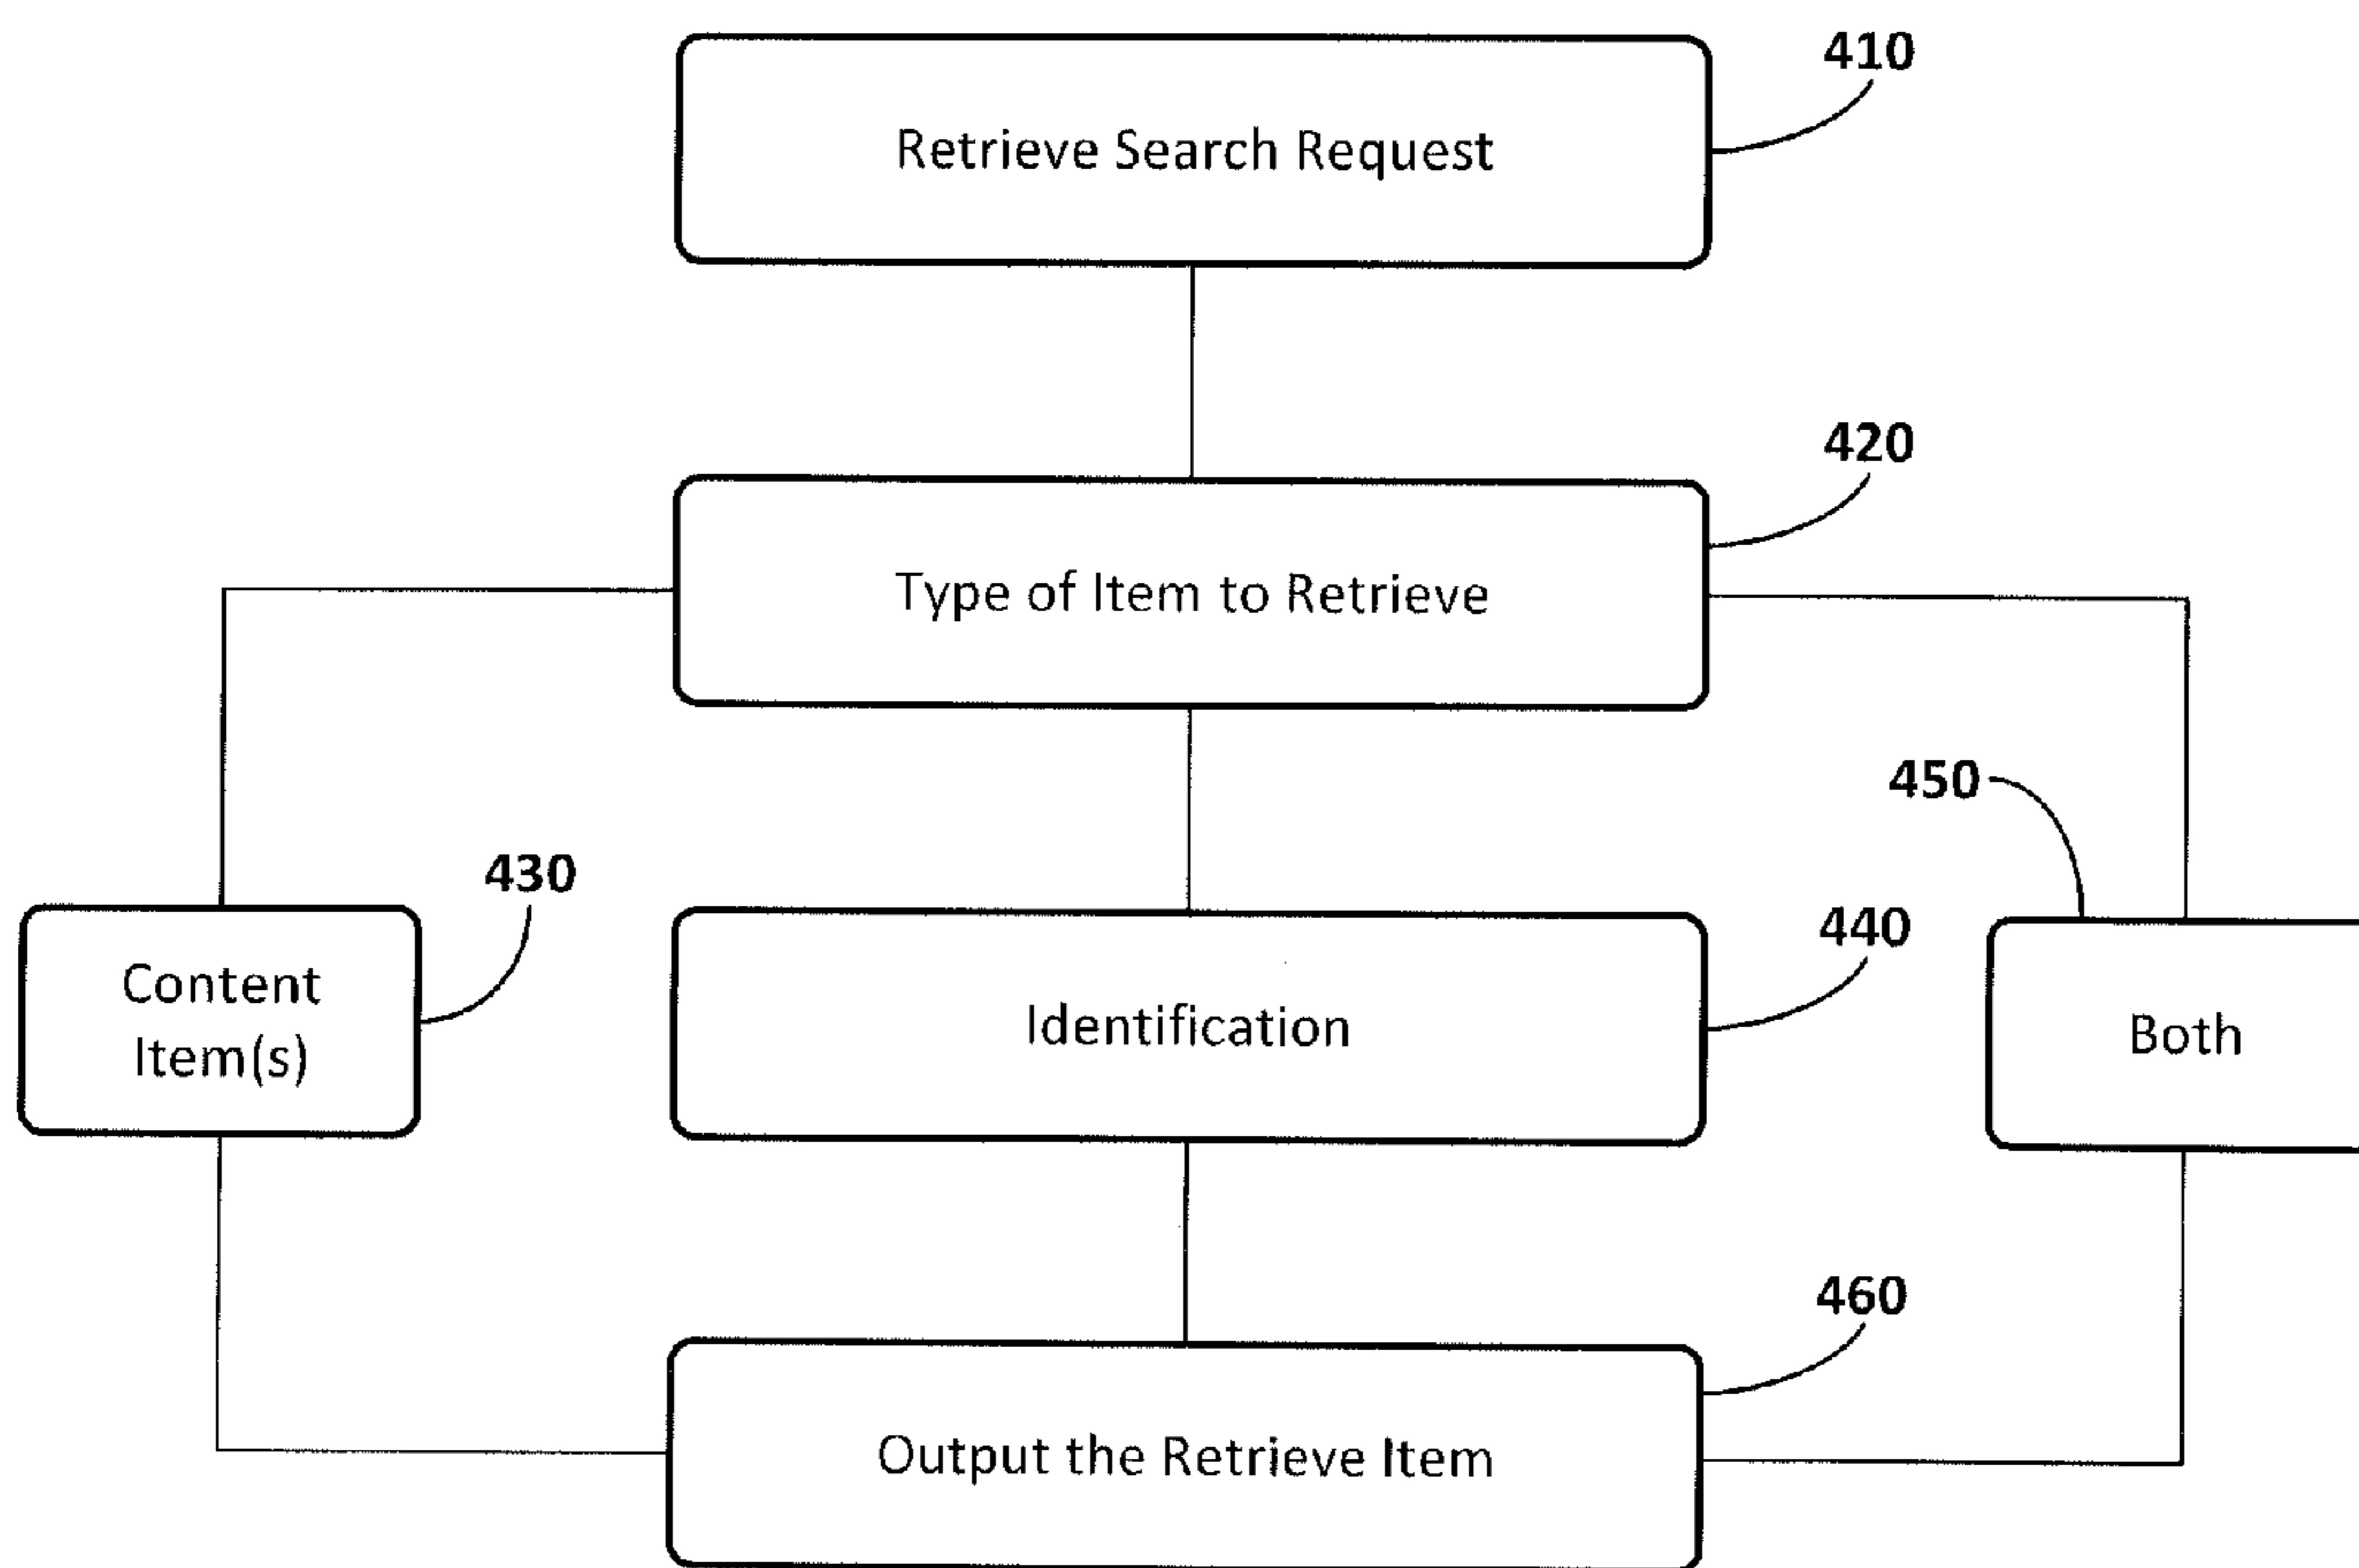 410
Retrieve Search Request
420
Type of Item to Retrieve
450
430
440
Content
Item(s)
Identification
Both
460
Output the Retrieve Item